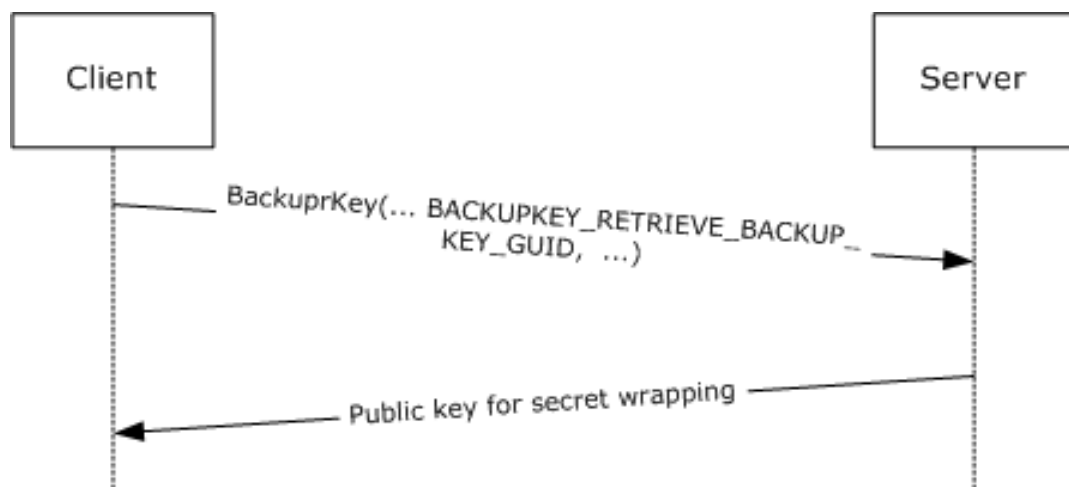 Client
Server
BackuprKey(... BACKUPKEY_RETRIEVE_BACKUP_
KEY_GUID, ...)
Public key for secret wrapping